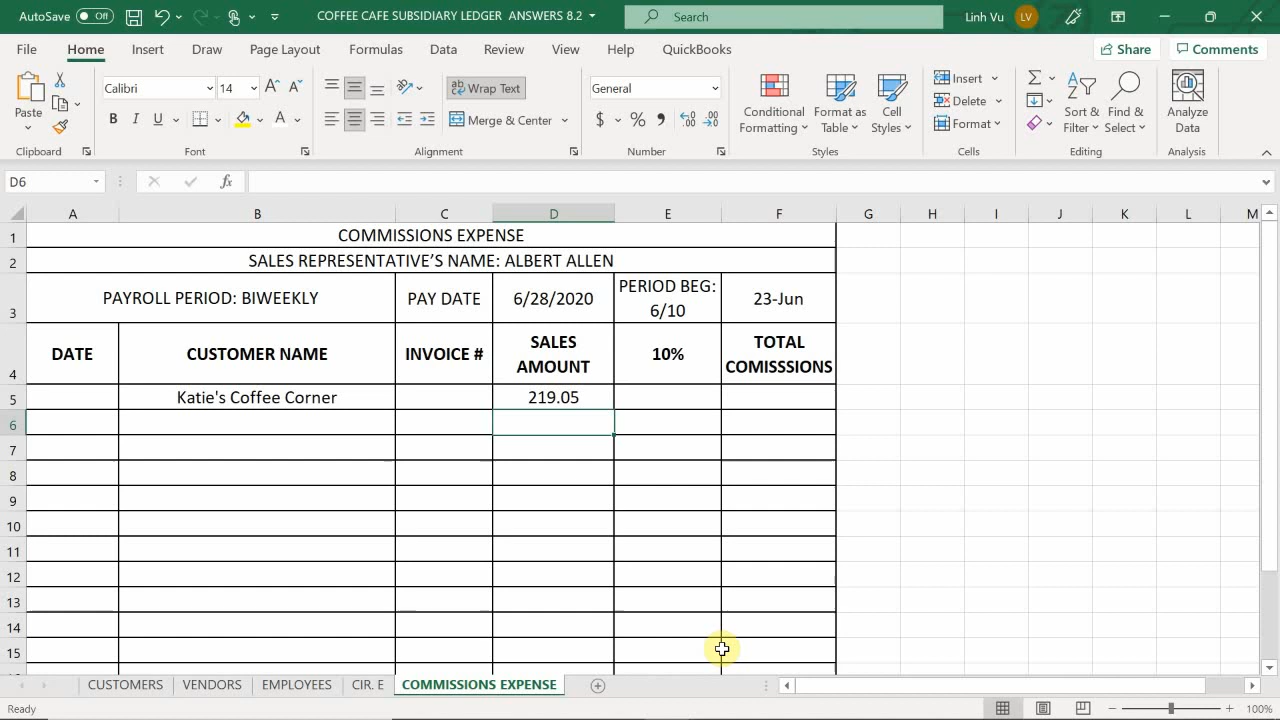 AutoSave Off COFFEE CAFE SUBSIDIARY LEDGER ANSWERS 8.2 Search Linh Vu LV
File Home Insert Draw Page Layout Formulas Data Review View Help QuickBooks Share Comments
Paste Calibri 14 B I U A Wrap Text Merge & Center General $ % , Conditional Formatting Format as Table Cell Styles Insert Delete Format Sort & Filter Find & Select Analyze Data
Clipboard Font Alignment Number Styles Cells Editing Analysis
D6 fx
A B C D E F G H I J K L M
1 COMMISSIONS EXPENSE
2 SALES REPRESENTATIVE’S NAME: ALBERT ALLEN
3 PAYROLL PERIOD: BIWEEKLY PAY DATE 6/28/2020 PERIOD BEG: 6/10 23-Jun
4 DATE CUSTOMER NAME INVOICE # SALES AMOUNT 10% TOTAL COMISSSIONS
5 Katie's Coffee Corner 219.05
6
7
8
9
10
11
12
13
14
15
CUSTOMERS VENDORS EMPLOYEES CIR. E COMMISSIONS EXPENSE
Ready 100%